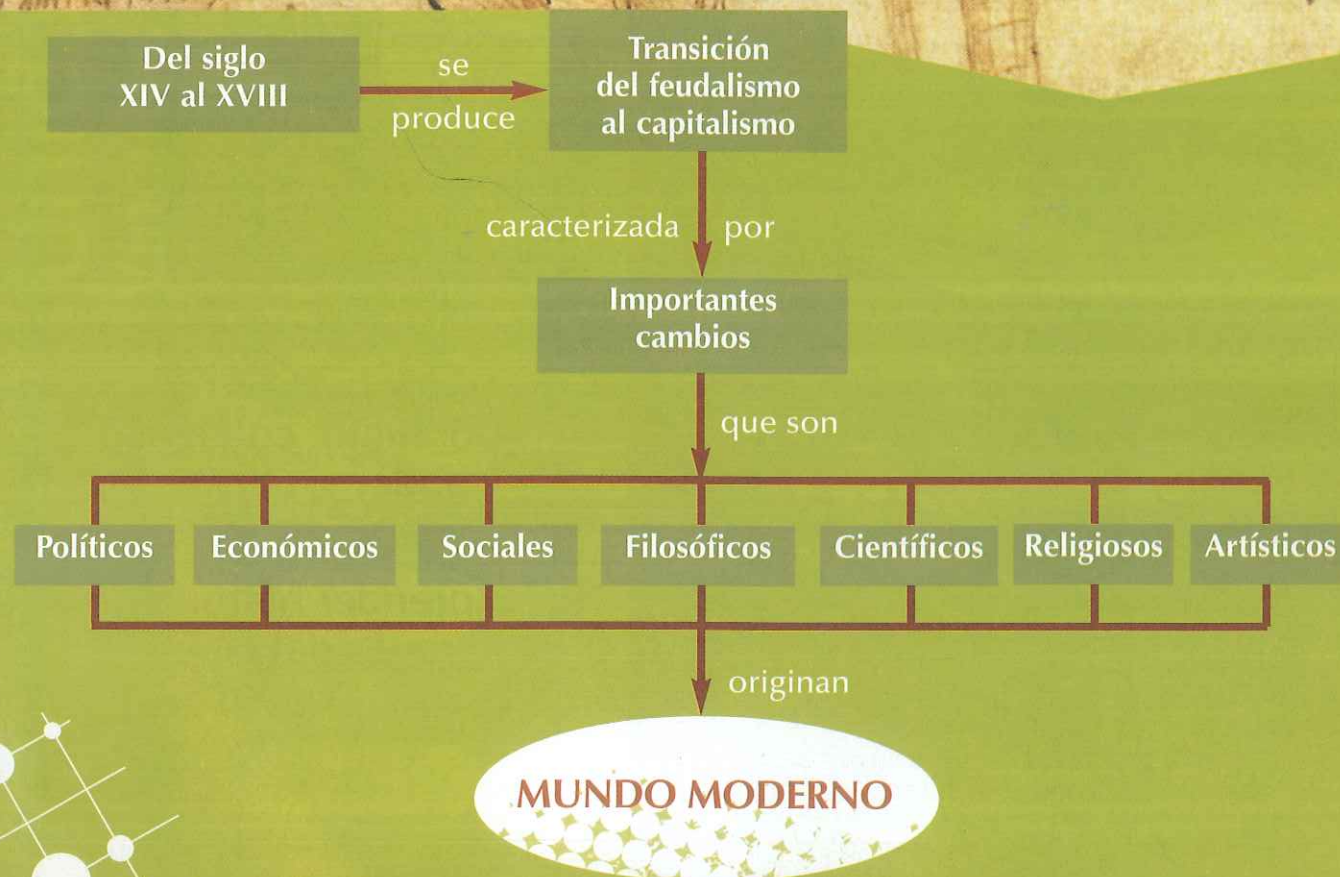 Del siglo
XIV al XVIII
se
produce
Transición
del feudalismo
al capitalismo
caracterizada por
Importantes
cambios
que son
Políticos Económicos Sociales Filosóficos Científicos Religiosos Artísticos
originan
MUNDO MODERNO